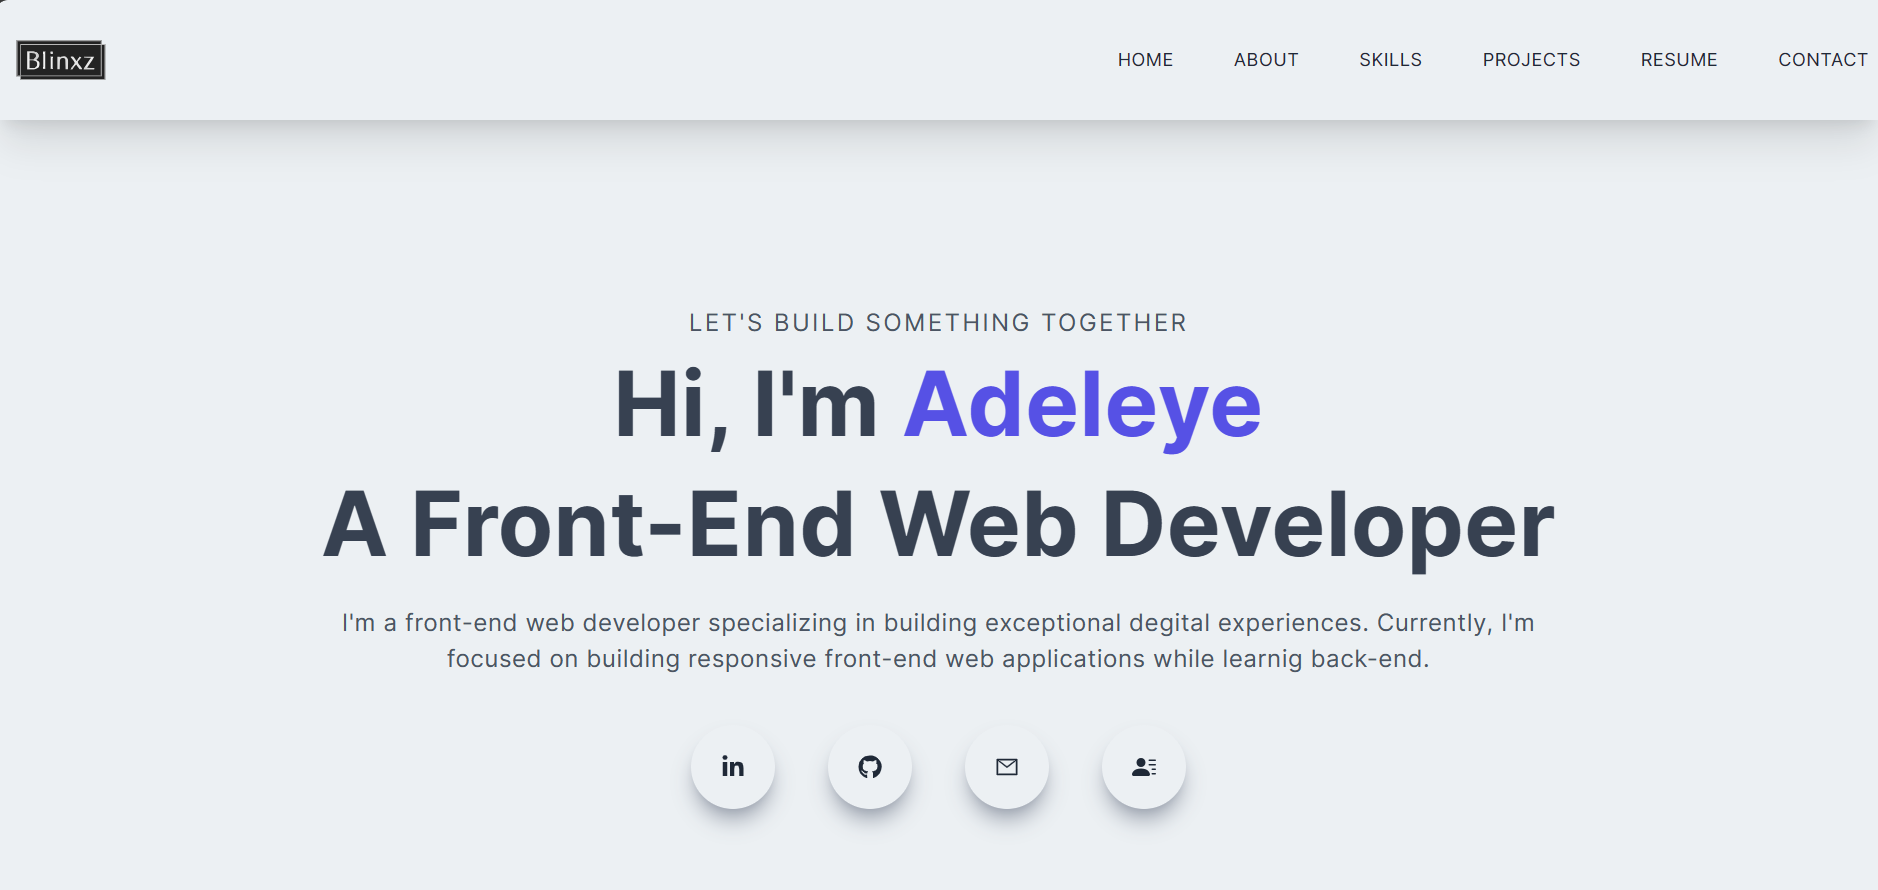 Blinxz
HOME ABOUT SKILLS PROJECTS RESUME CONTACT
LET'S BUILD SOMETHING TOGETHER
Hi, I'm Adeleye
A Front-End Web Developer
I'm a front-end web developer specializing in building exceptional degital experiences. Currently, I'm
focused on building responsive front-end web applications while learnig back-end.
in